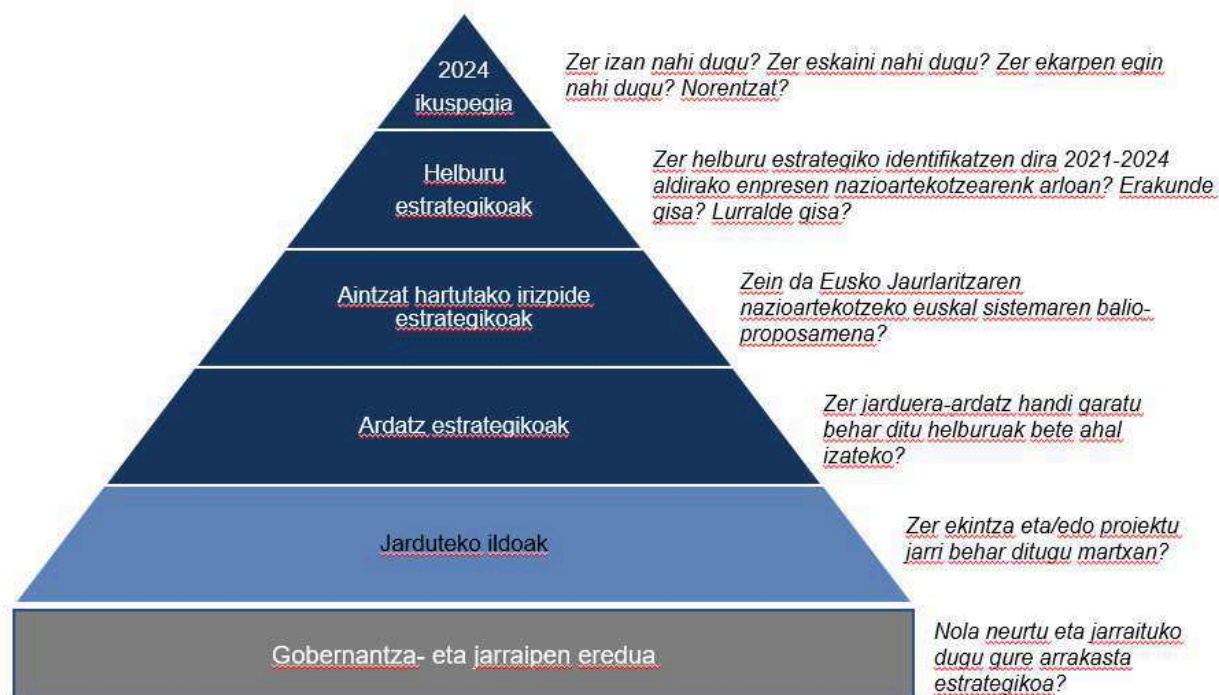 2024
ikuspegia
Zer izan nahi dugu? Zer eskaini nahi dugu? Zer ekarpen egin
nahi dugu? Norentzat?
Helburu
estrategikoak
Zer helburu estrategiko identifikatzen dira 2021-2024
aldirako enpresen nazioartekotzearenk arloan? Erakunde
gisa? Lurralde gisa?
Aintzat hartutako irizpide
estrategikoak
Zein da Eusko Jaurlaritzaren
nazioartekotzeko euskal sistemaren balio-
proposamena?
Ardatz estrategikoak
Zer jarduera-ardatz handi garatu
behar ditu helburuak bete ahal
izateko?
Jarduteko ildoak
Zer ekintza eta/edo proiektu
jarri behar ditugu martxan?
Gobernantza- eta jarraipen eredua
Nola neurtu eta jarraituko
dugu gure arrakasta
estrategikoa?